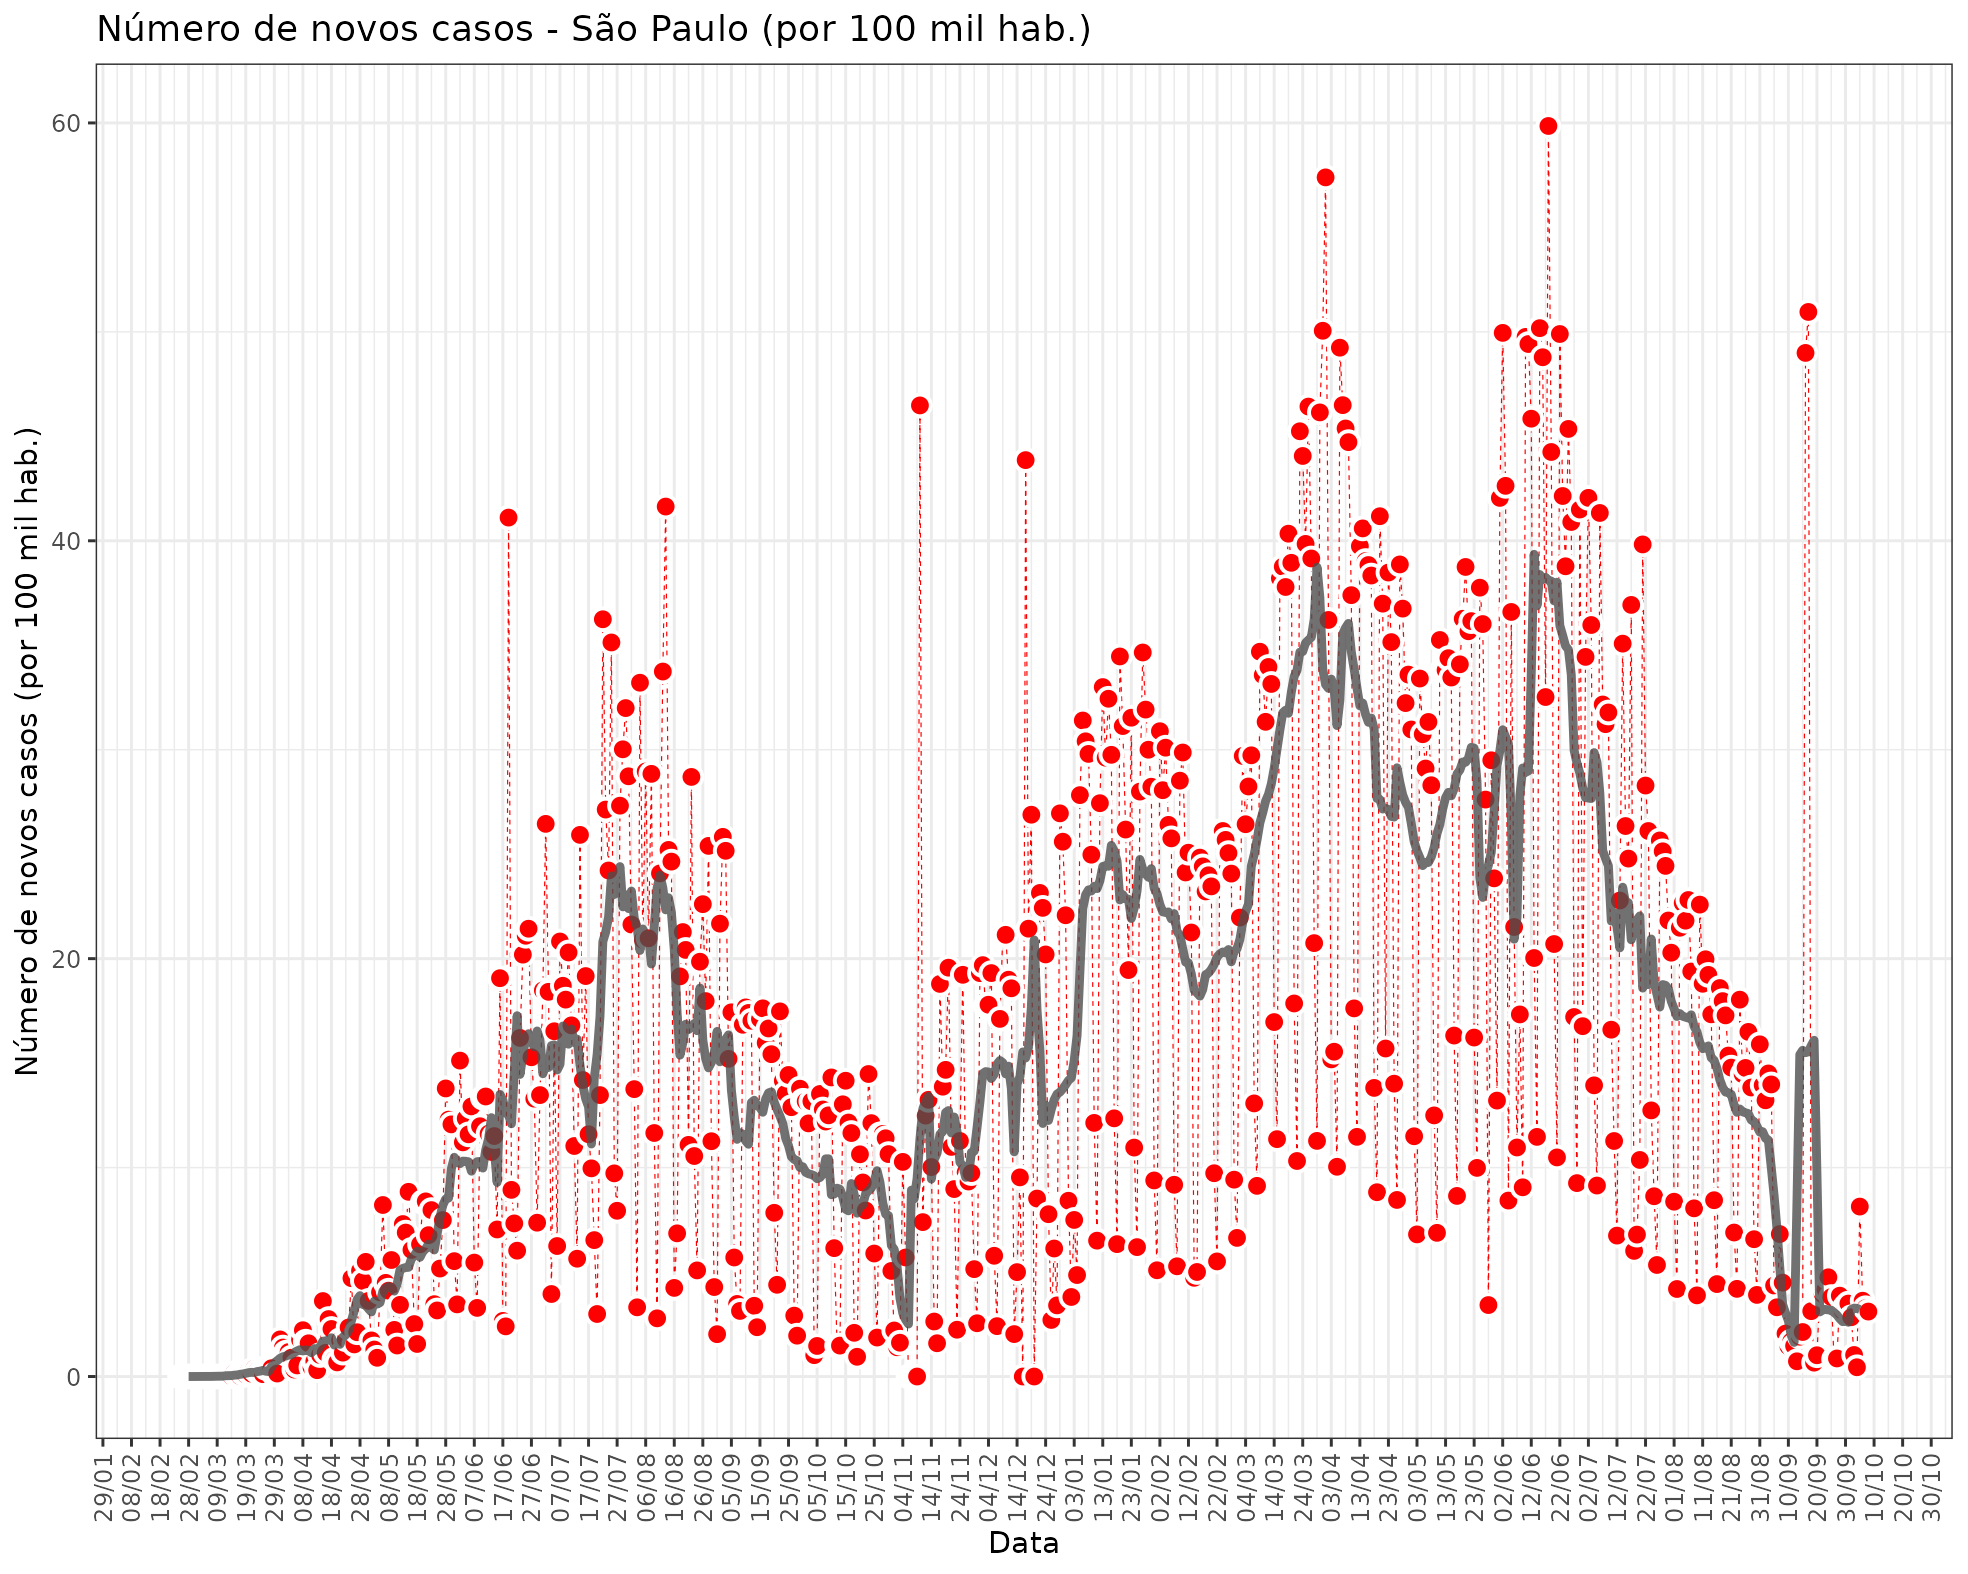 Número de novos casos - São Paulo (por 100 mil hab.)
Número de novos casos (por 100 mil hab.)
60
40
20
0
29/01 08/02 18/02 28/02 09/03 19/03 29/03 08/04 18/04 28/04 08/05 18/05 28/05 07/06 17/06 27/06 07/07 17/07 27/07 06/08 16/08 26/08 05/09 15/09 25/09 05/10 15/10 25/10 04/11 14/11 24/11 04/12 14/12 24/12 03/01 13/01 23/01 02/02 12/02 22/02 04/03 14/03 24/03 03/04 13/04 23/04 03/05 13/05 23/05 02/06 12/06 22/06 02/07 12/07 22/07 01/08 11/08 21/08 31/08 10/09 20/09 30/09 10/10 20/10 30/10
Data